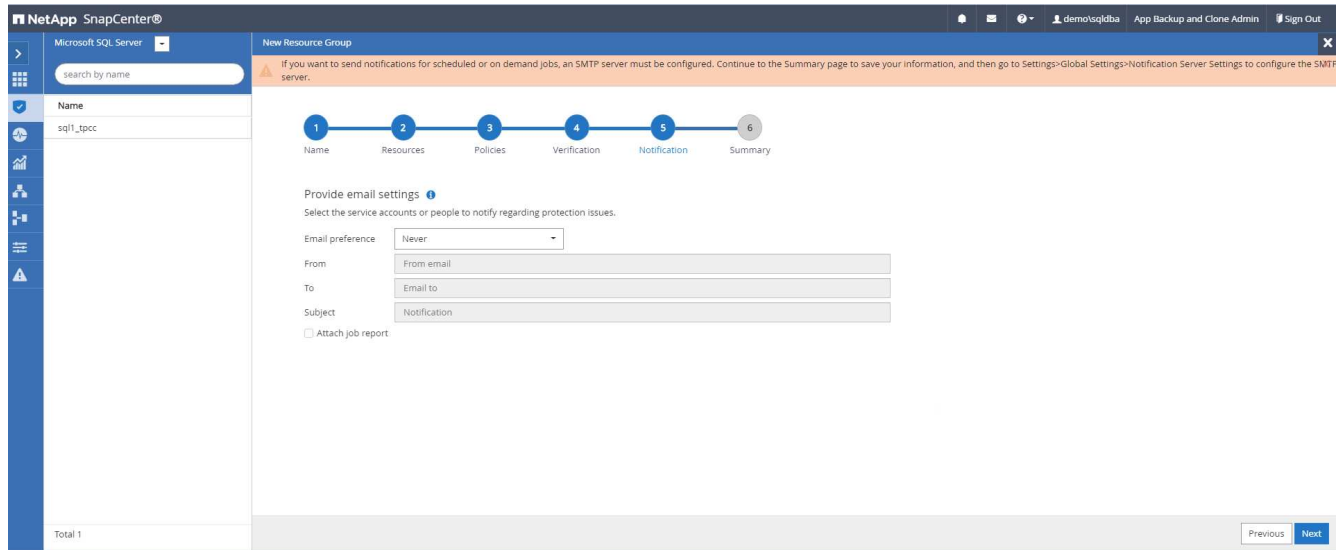 NetApp SnapCenter®
demo\sqldba App Backup and Clone Admin Sign Out
Microsoft SQL Server
search by name
Name
sql1_tpcc
Total 1
New Resource Group
If you want to send notifications for scheduled or on demand jobs, an SMTP server must be configured. Continue to the Summary page to save your information, and then go to Settings>Global Settings>Notification Server Settings to configure the SMTP
server.
1 2 3 4 5 6
Name Resources Policies Verification Notification Summary
Provide email settings
Select the service accounts or people to notify regarding protection issues.
Email preference Never
From From email
To Email to
Subject Notification
Attach job report
Previous Next